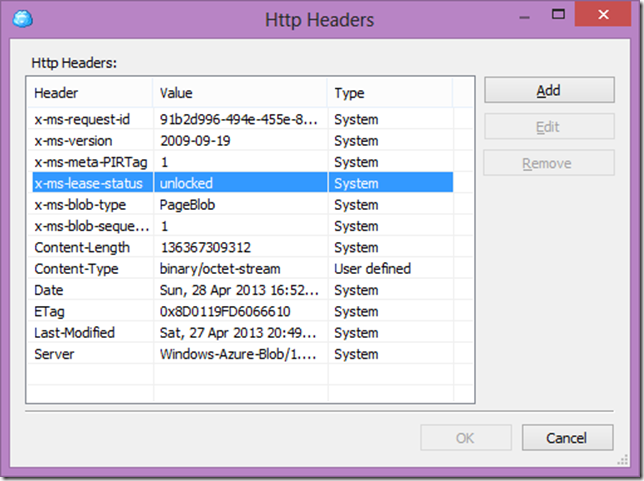 Http Headers
Http Headers:
Header Value Type
x-ms-request-id 91b2d996-494e-455e-8... System
x-ms-version 2009-09-19 System
x-ms-meta-PIRTag 1 System
x-ms-lease-status unlocked System
x-ms-blob-type PageBlob System
x-ms-blob-seque... 1 System
Content-Length 136367309312 System
Content-Type binary/octet-stream User defined
Date Sun, 28 Apr 2013 16:52... System
ETag 0x8D0119FD6066610 System
Last-Modified Sat, 27 Apr 2013 20:49... System
Server Windows-Azure-Blob/1.... System
Add
Edit
Remove
OK Cancel